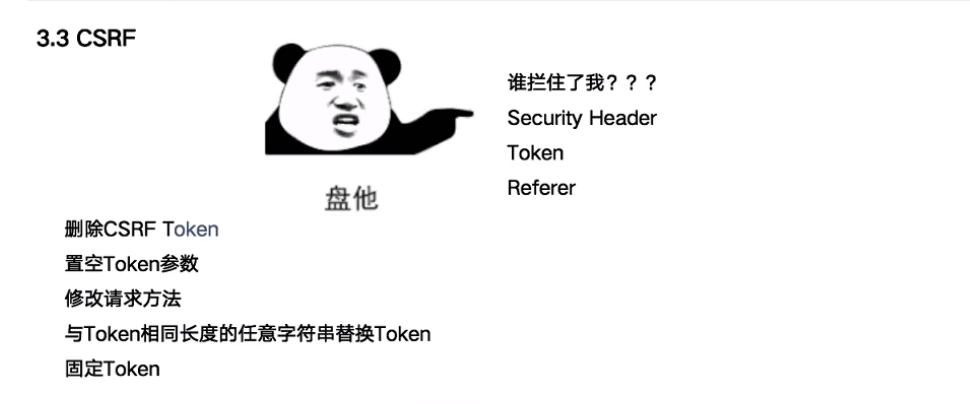 3.3 CSRF
谁拦住了我？？？
Security Header
Token
Referer
盘他
删除CSRF Token
置空Token参数
修改请求方法
与Token相同长度的任意字符串替换Token
固定Token